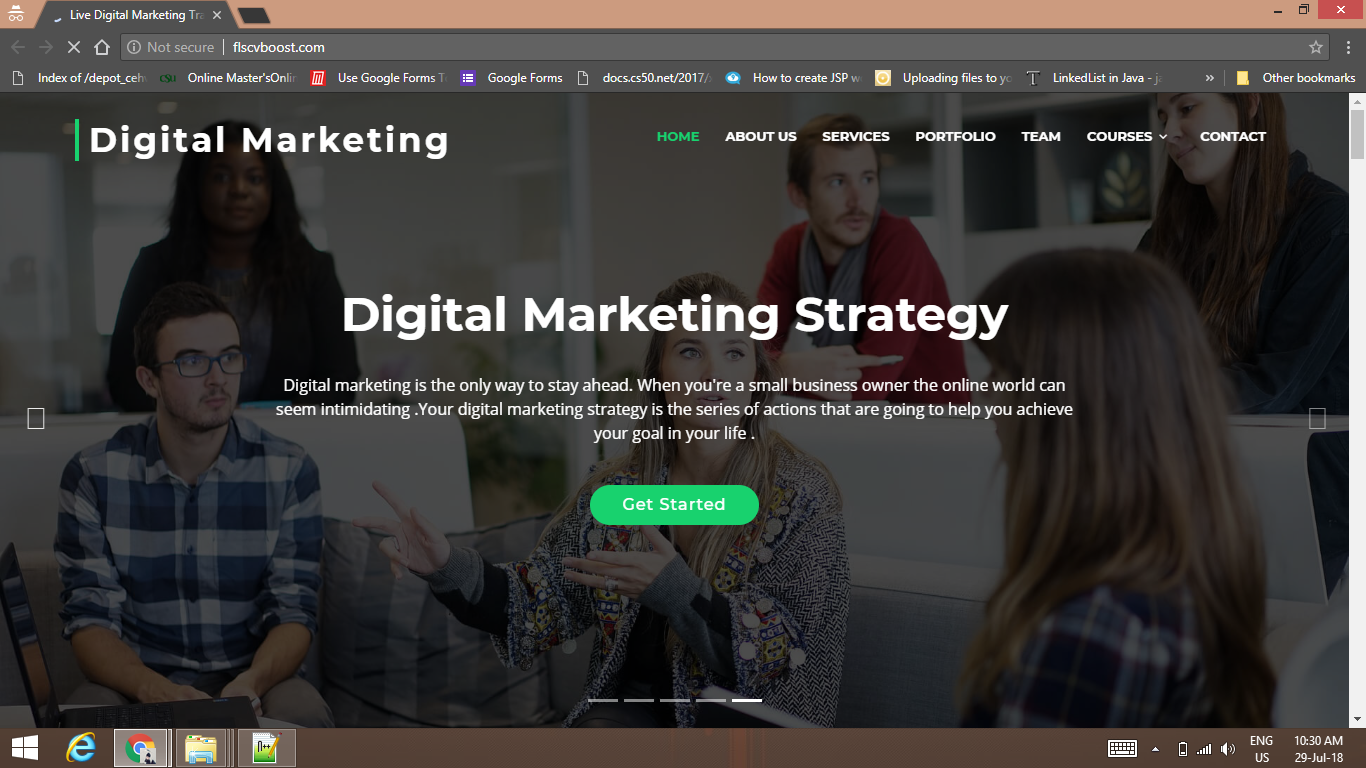 Live Digital Marketing Tra
Not secure flscvboost.com
Index of /depot_ceh
CSU Online Master'sOnli
Use Google Forms T
Google Forms
docs.cs50.net/2017/
How to create JSP w
Uploading files to yo
LinkedList in Java - ja
»
Other bookmarks
Digital Marketing
HOME ABOUT US SERVICES PORTFOLIO TEAM COURSES CONTACT
Digital Marketing Strategy
Digital marketing is the only way to stay ahead. When you're a small business owner the online world can
seem intimidating .Your digital marketing strategy is the series of actions that are going to help you achieve
your goal in your life .
Get Started
ENG
US
10:30 AM
29-Jul-18